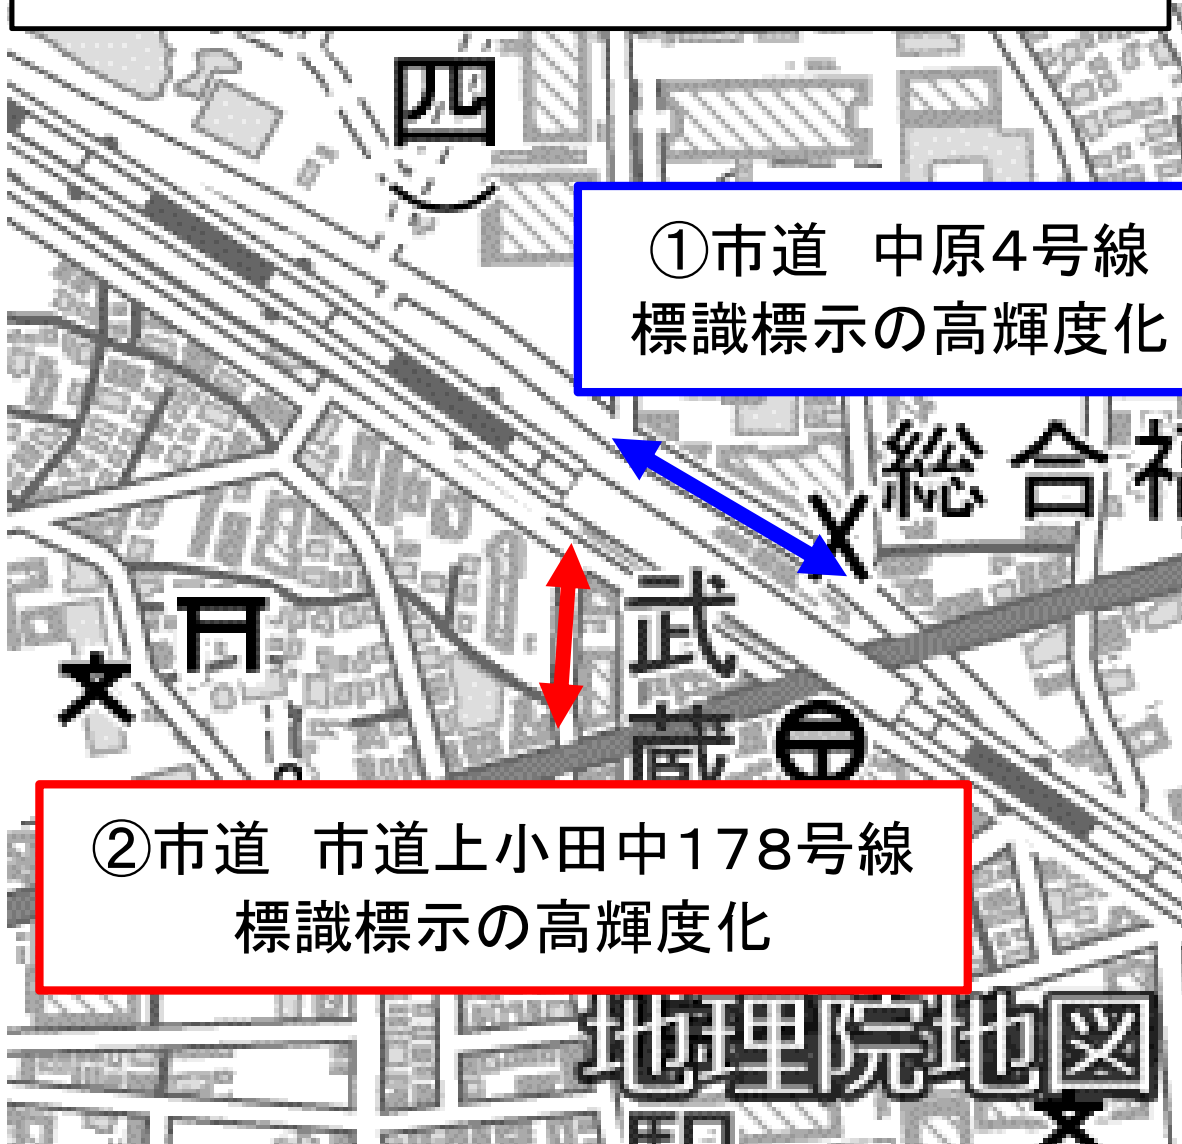 四
①市道　中原４号線
標識標示の高輝度化
総合福
武
蔵
②市道　市道上小田中１７８号線
標識標示の高輝度化
地理院地図